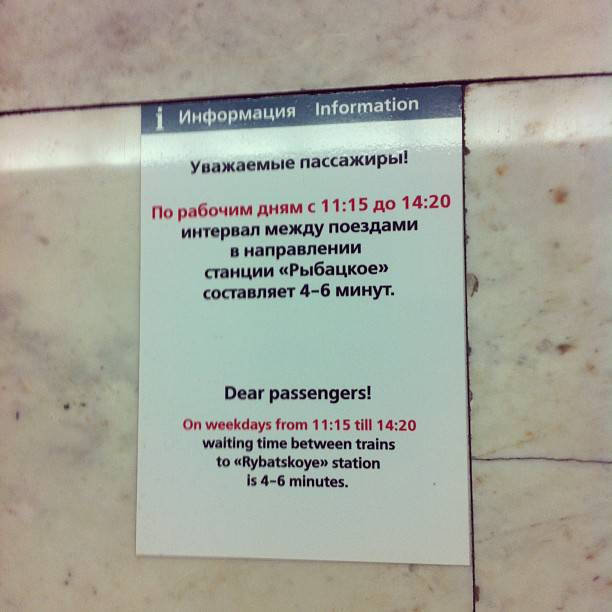 i Информация Information
Уважаемые пассажиры!
По рабочим дням с 11:15 до 14:20
интервал между поездами
в направлении
станции «Рыбацкое»
составляет 4–6 минут.
Dear passengers!
On weekdays from 11:15 till 14:20
waiting time between trains
to «Rybatskoye» station
is 4–6 minutes.